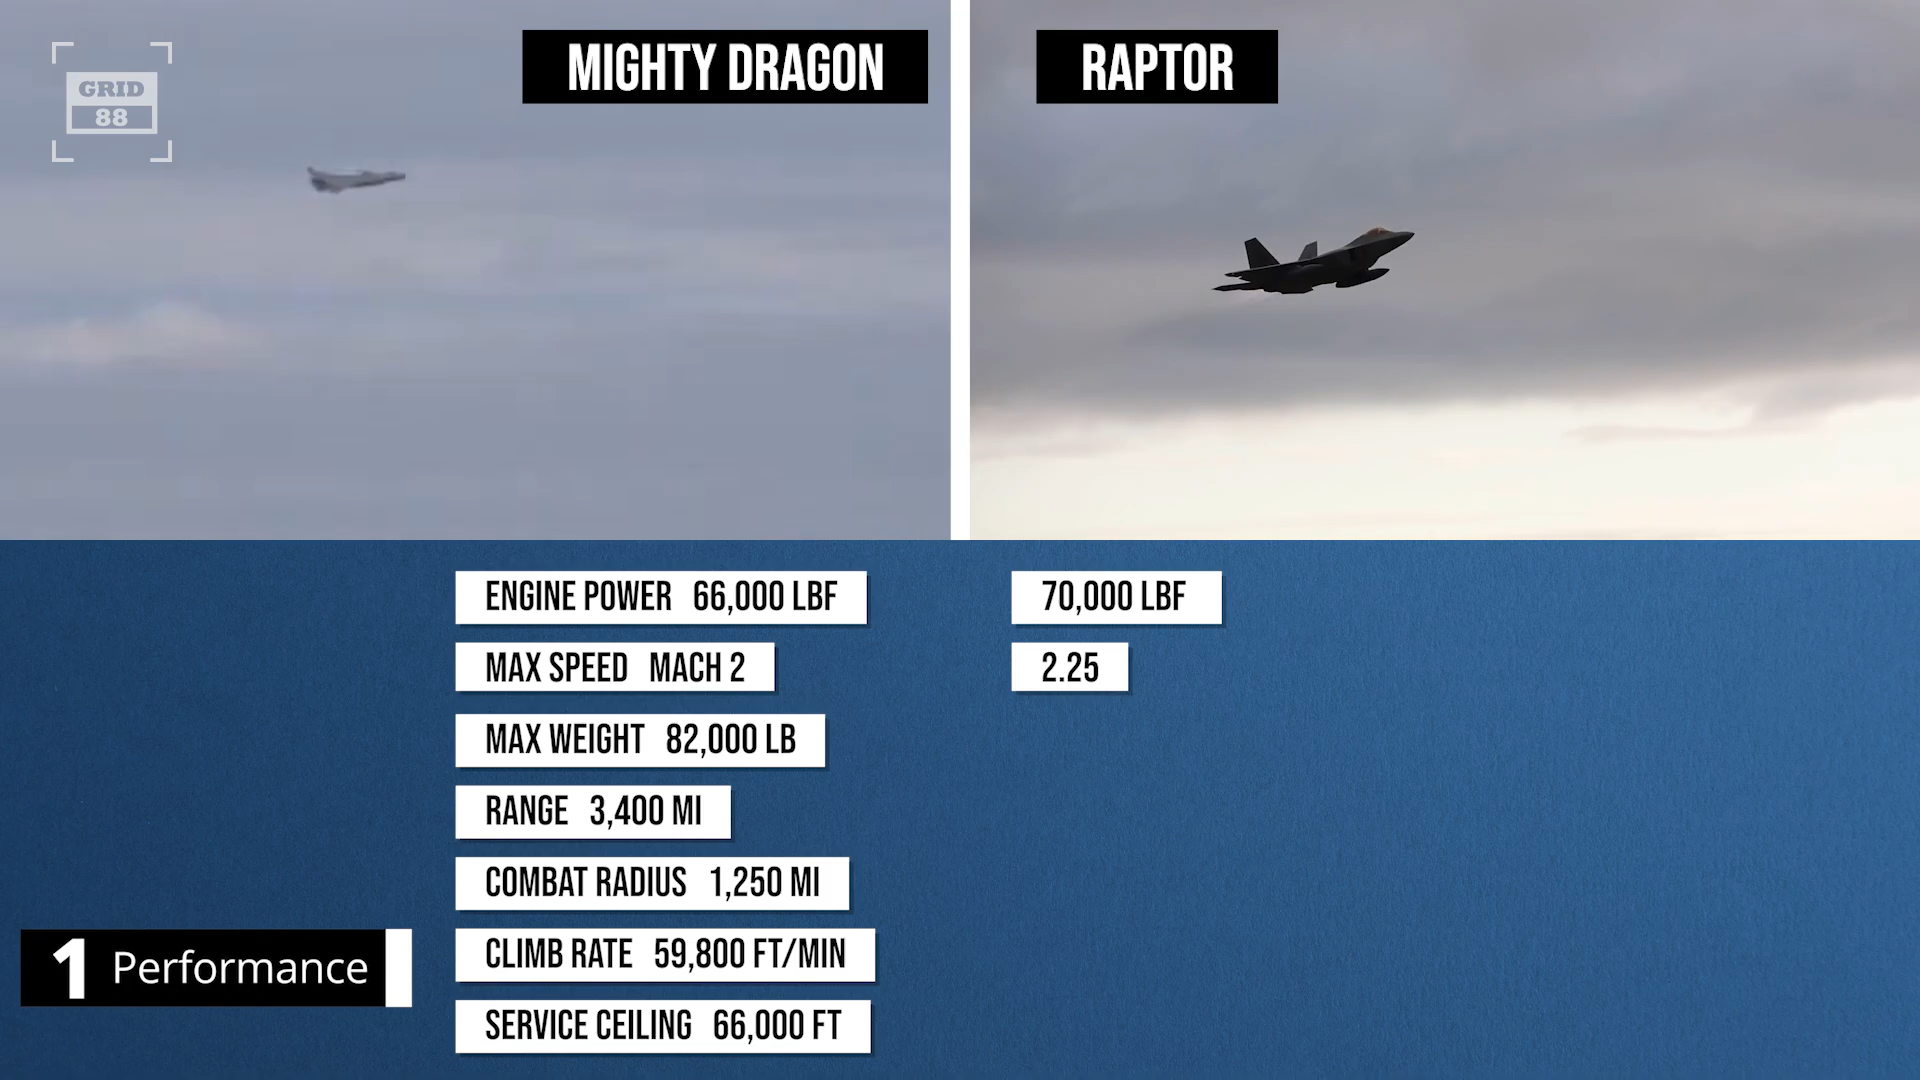 GRID
88
MIGHTY DRAGON
RAPTOR
ENGINE POWER 66,000 LBF
70,000 LBF
MAX SPEED MACH 2
2.25
MAX WEIGHT 82,000 LB
RANGE 3,400 MI
COMBAT RADIUS 1,250 MI
CLIMB RATE 59,800 FT/MIN
SERVICE CEILING 66,000 FT
1 Performance